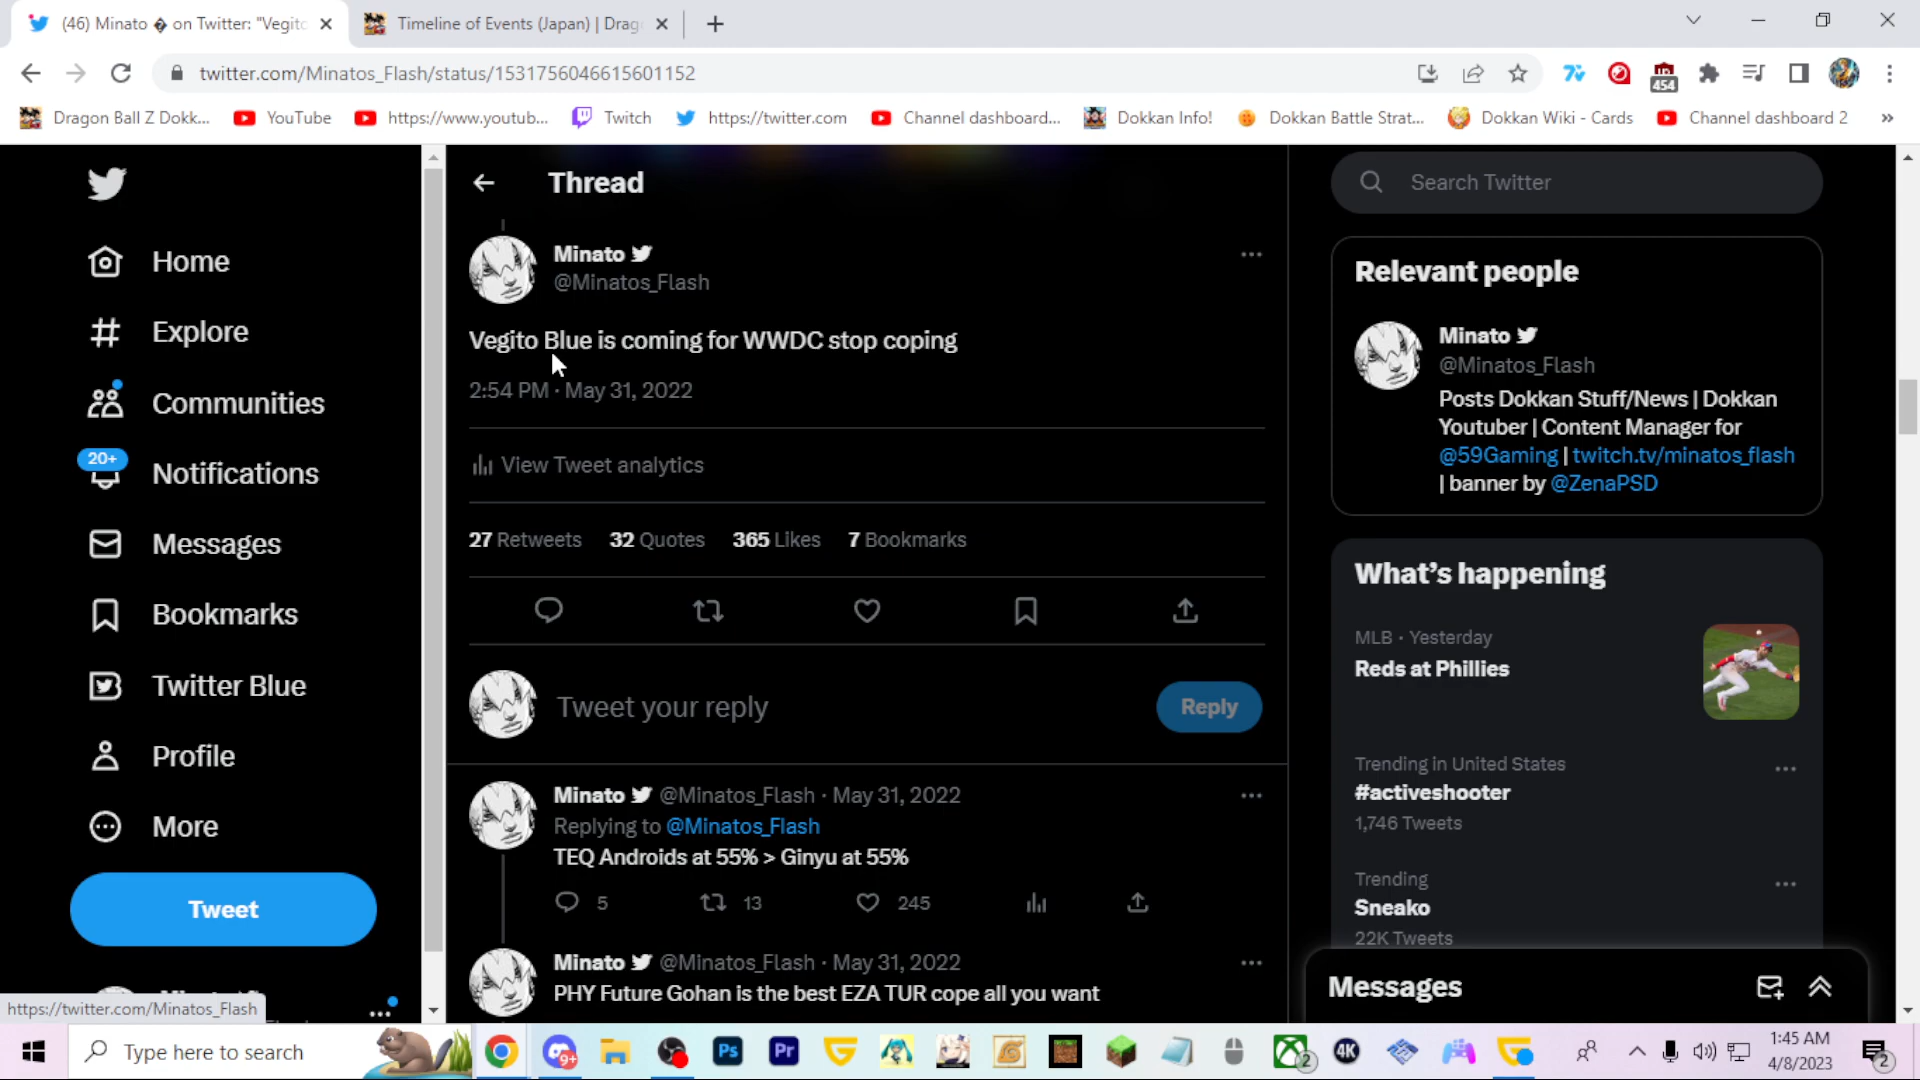 (46) Minato � on Twitter: "Vegito
Timeline of Events (Japan) | Drag
twitter.com/Minatos_Flash/status/1531756046615601152
454
Dragon Ball Z Dokk...
YouTube
https://www.youtub...
Twitch
https://twitter.com
Channel dashboard...
Dokkan Info!
Dokkan Battle Strat...
Dokkan Wiki - Cards
Channel dashboard 2
»
Home
Explore
Communities
20+
Notifications
Messages
Bookmarks
Twitter Blue
Profile
More
Tweet
https://twitter.com/Minatos_Flash
Thread
Minato
@Minatos_Flash
Vegito Blue is coming for WWDC stop coping
2:54 PM · May 31, 2022
View Tweet analytics
27 Retweets 32 Quotes 365 Likes 7 Bookmarks
Tweet your reply
Reply
Minato @Minatos_Flash · May 31, 2022
Replying to @Minatos_Flash
TEQ Androids at 55% > Ginyu at 55%
5 13 245
Minato @Minatos_Flash · May 31, 2022
PHY Future Gohan is the best EZA TUR cope all you want
Search Twitter
Relevant people
Minato
@Minatos_Flash
Posts Dokkan Stuff/News | Dokkan
Youtuber | Content Manager for
@59Gaming | twitch.tv/minatos_flash
| banner by @ZenaPSD
What's happening
MLB · Yesterday
Reds at Phillies
Trending in United States
#activeshooter
1,746 Tweets
Trending
Sneako
22K Tweets
Messages
Type here to search
9+
Ps
Pr
2
4K
1:45 AM
4/8/2023
2